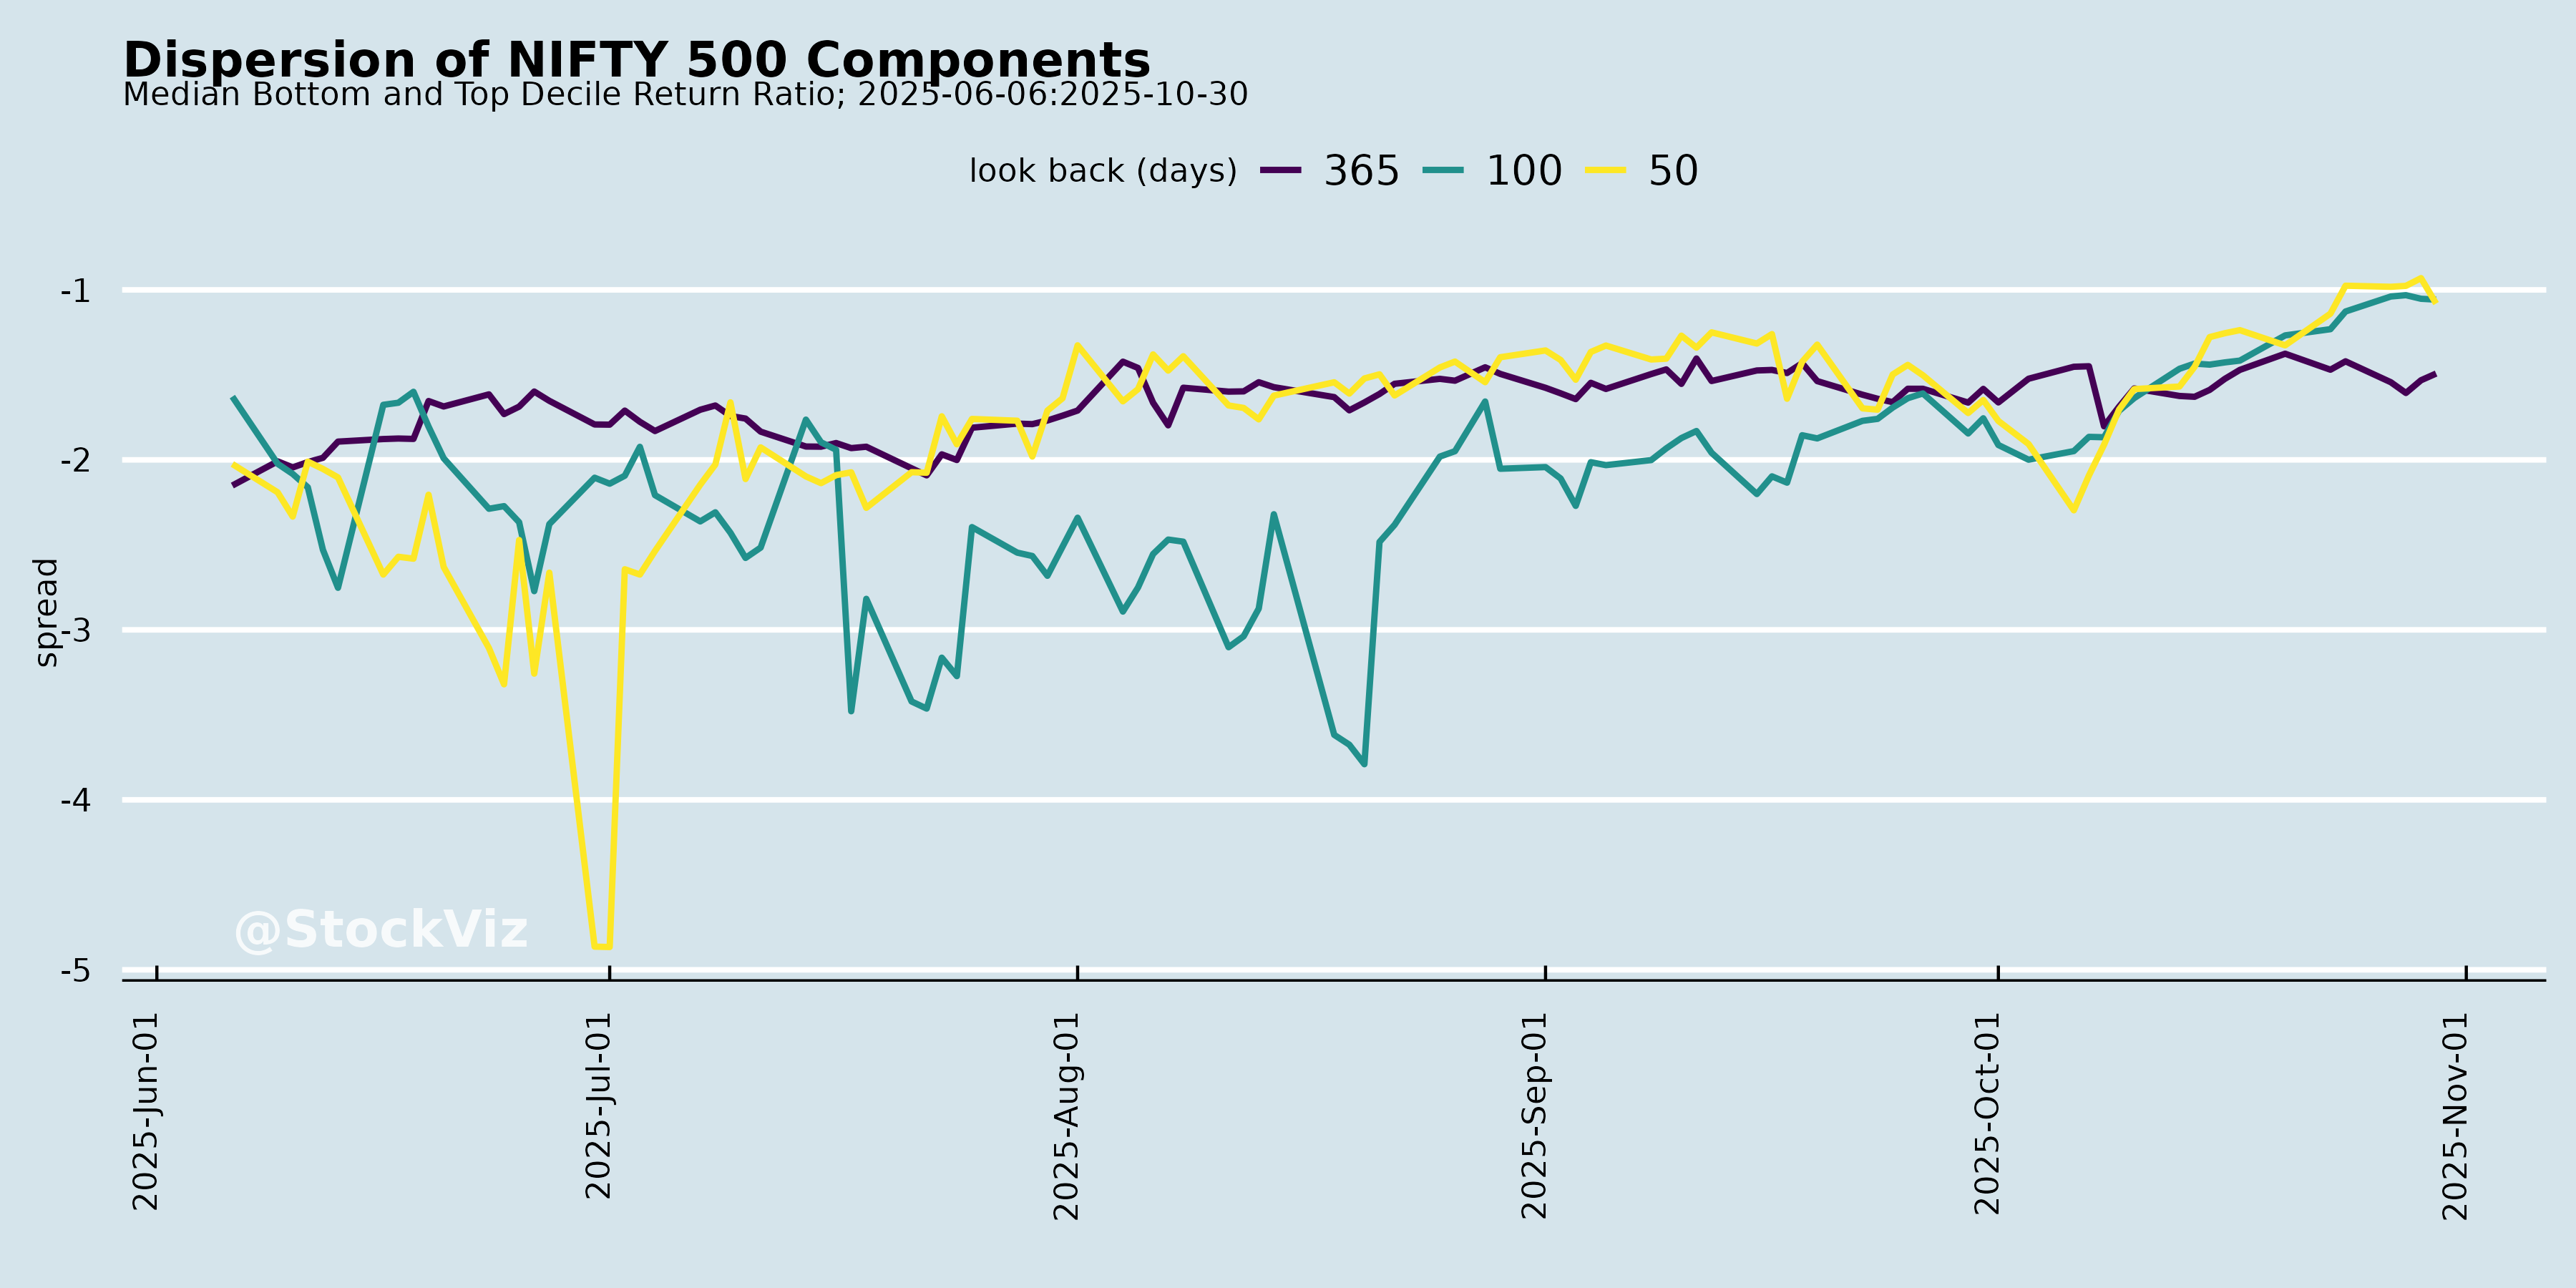 Dispersion of NIFTY 500 Components
Median Bottom and Top Decile Return Ratio; 2025-06-06:2025-10-30
look back (days) 365 100 50
spread
-1
-2
-3
-4
-5
@StockViz
2025-Jun-01
2025-Jul-01
2025-Aug-01
2025-Sep-01
2025-Oct-01
2025-Nov-01